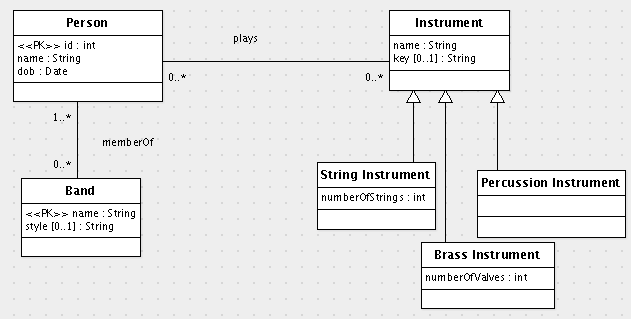 Person
<<PK>> id : int
name : String
dob : Date
plays
0..*
0..*
Instrument
name : String
key [0..1] : String
1..*
memberOf
0..*
Band
<<PK>> name : String
style [0..1] : String
String Instrument
numberOfStrings : int
Percussion Instrument
Brass Instrument
numberOfValves : int